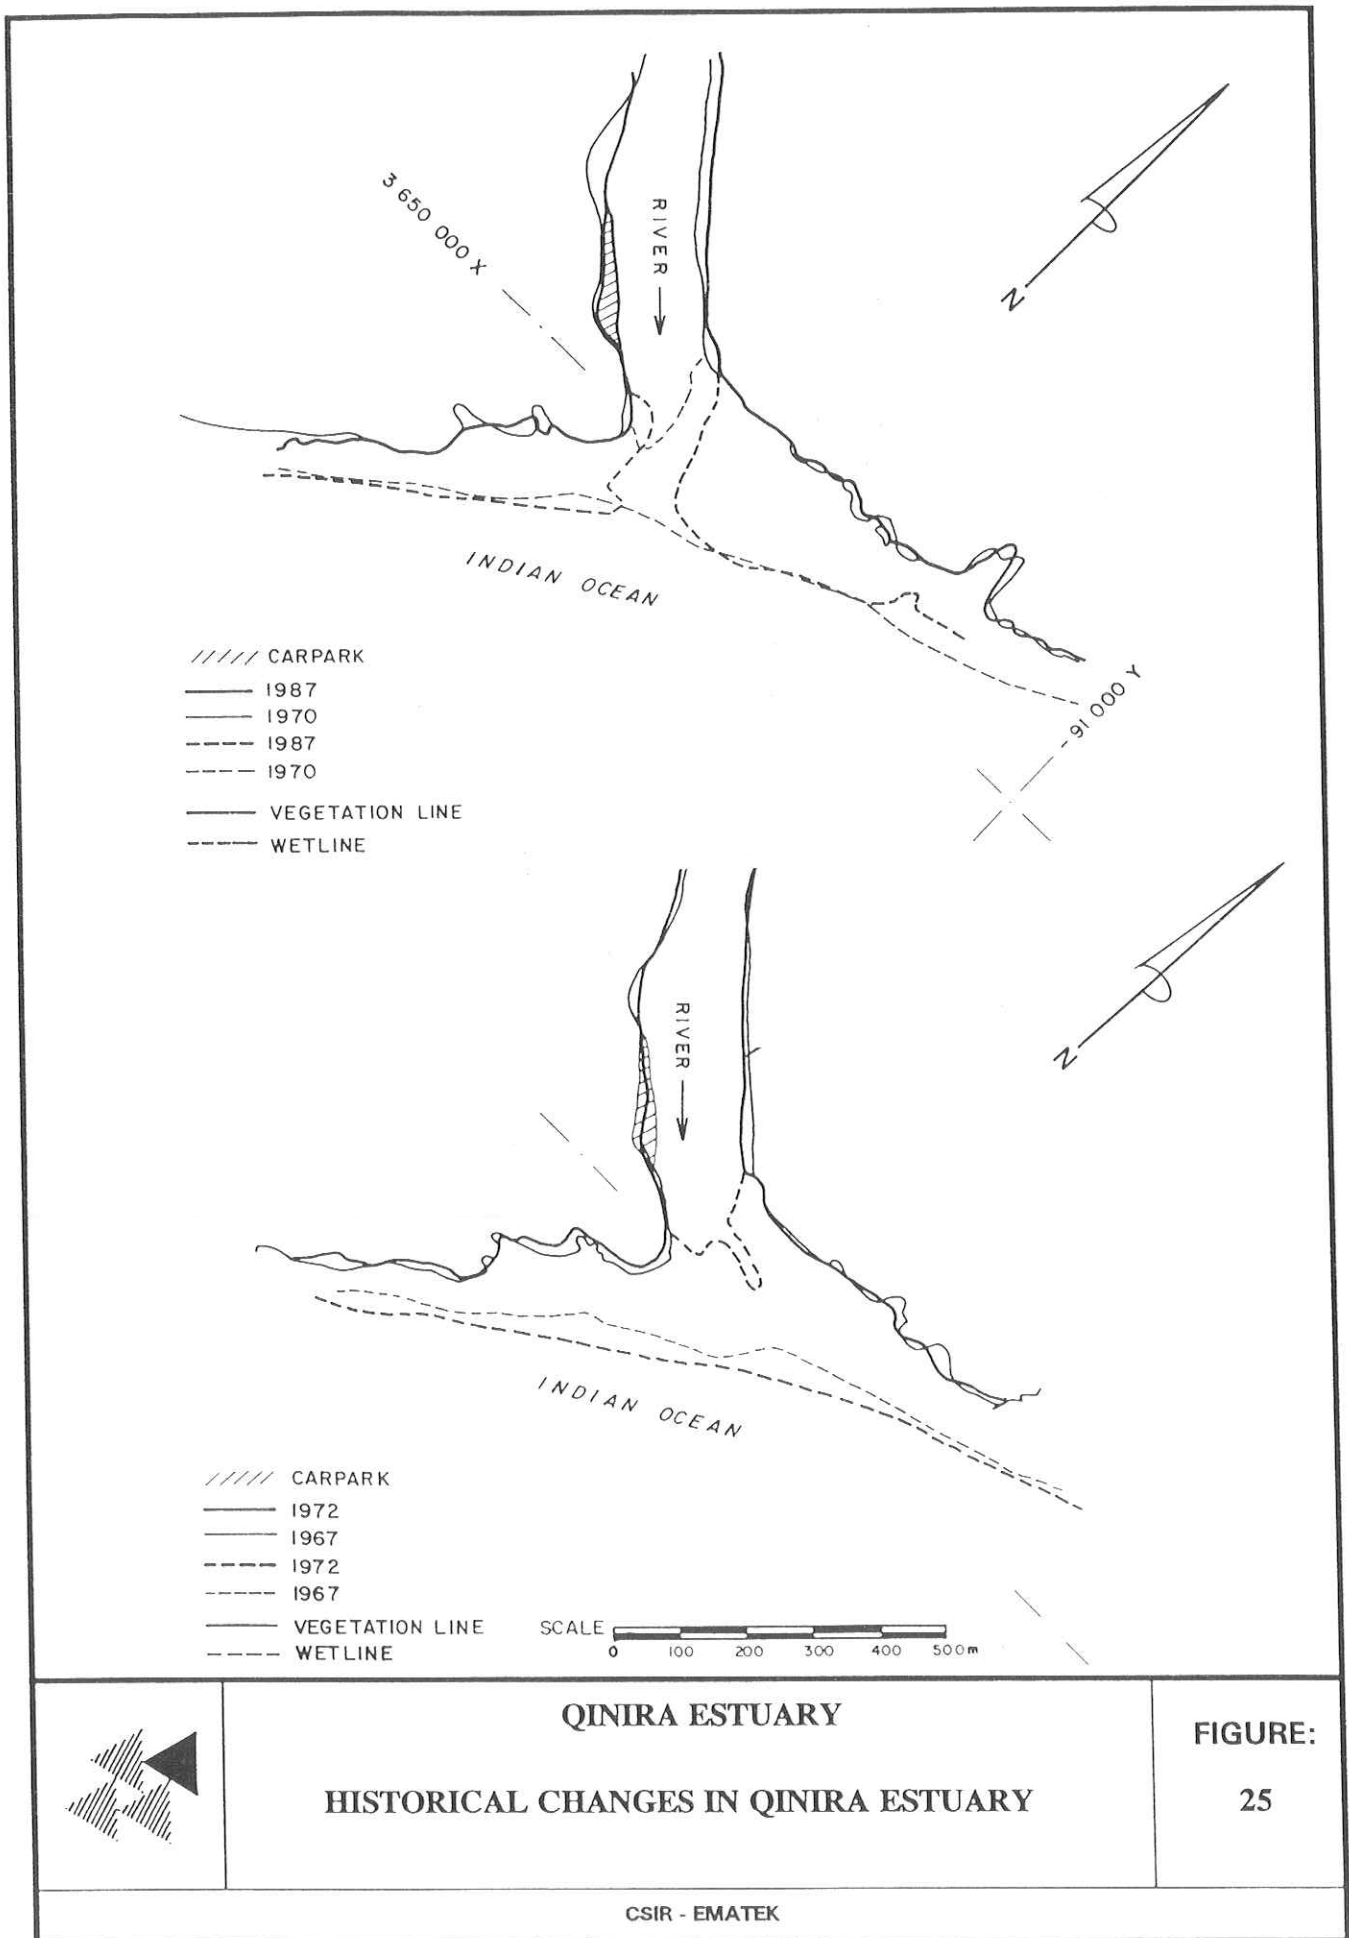 3 650 000 X
RIVER
N
INDIAN OCEAN
91 000 Y
CARPARK
1987
1970
1987
1970
VEGETATION LINE
WETLINE
RIVER
N
INDIAN OCEAN
CARPARK
1972
1967
1972
1967
VEGETATION LINE
WETLINE
SCALE
0 100 200 300 400 500m
QINIRA ESTUARY
HISTORICAL CHANGES IN QINIRA ESTUARY
FIGURE:
25
CSIR - EMATEK